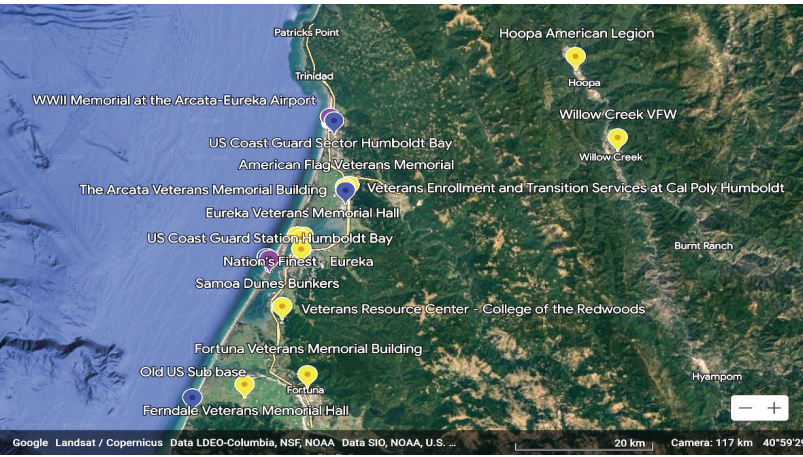 Patricks Point
Hoopa American Legion
Trinidad
Hoopa
WWII Memorial at the Arcata-Eureka Airport
Willow Creek VFW
US Coast Guard Sector Humboldt Bay
Willow Creek
American Flag Veterans Memorial
The Arcata Veterans Memorial Building
Veterans Enrollment and Transition Services at Cal Poly Humboldt
Eureka Veterans Memorial Hall
US Coast Guard Station Humboldt Bay
Burnt Ranch
Nation's Finest
Eureka
Samoa Dunes Bunkers
Veterans Resource Center - College of the Redwoods
Fortuna Veterans Memorial Building
Old US Sub base
Hyampom
Fortuna
Ferndale Veterans Memorial Hall
Google Landsat / Copernicus Data LDEO-Columbia, NSF, NOAA Data SIO, NOAA, U.S. ... 20 km Camera: 117 km 40°59'29